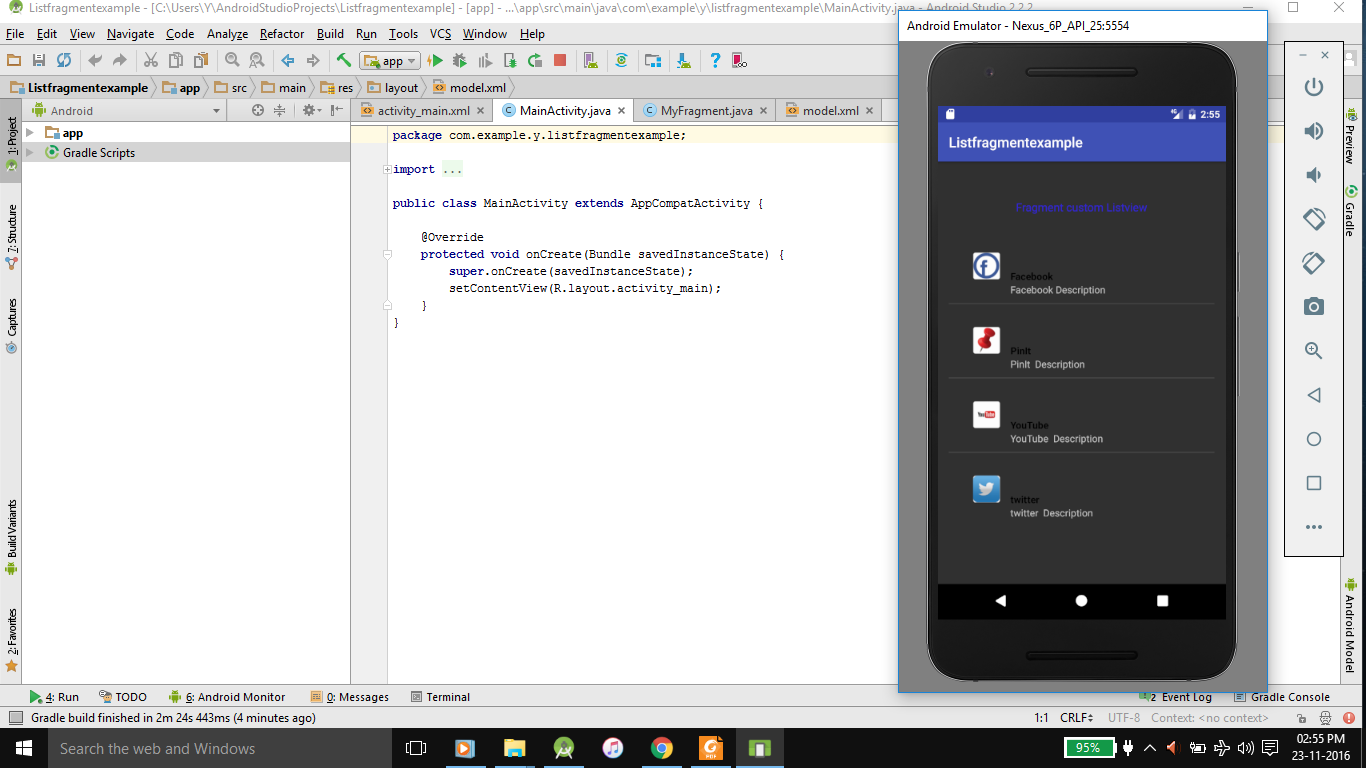 Listfragmentexample - [C:\Users\Y\AndroidStudioProjects\Listfragmentexample] - [app] - ...\app\src\main\java\com\example\y\listfragmentexample\MainActivity.java - Android Studio 2.2.2
File Edit View Navigate Code Analyze Refactor Build Run Tools VCS Window Help
app
Listfragmentexample app src main res layout model.xml
Android
activity_main.xml MainActivity.java MyFragment.java model.xml
app
Gradle Scripts
1: Project
7: Structure
Captures
Build Variants
2: Favorites
package com.example.y.listfragmentexample;
import ...
public class MainActivity extends AppCompatActivity {
@Override
protected void onCreate(Bundle savedInstanceState) {
super.onCreate(savedInstanceState);
setContentView(R.layout.activity_main);
}
}
Android Emulator - Nexus_6P_API_25:5554
2:55
Listfragmentexample
Fragment custom Listview
Facebook
Facebook Description
PinIt
PinIt Description
YouTube
YouTube Description
twitter
twitter Description
Preview
Gradle
Android Model
4: Run TODO 6: Android Monitor 0: Messages Terminal 2 Event Log Gradle Console
Gradle build finished in 2m 24s 443ms (4 minutes ago) 1:1 CRLF UTF-8 Context: <no context>
Search the web and Windows
95%
02:55 PM
23-11-2016